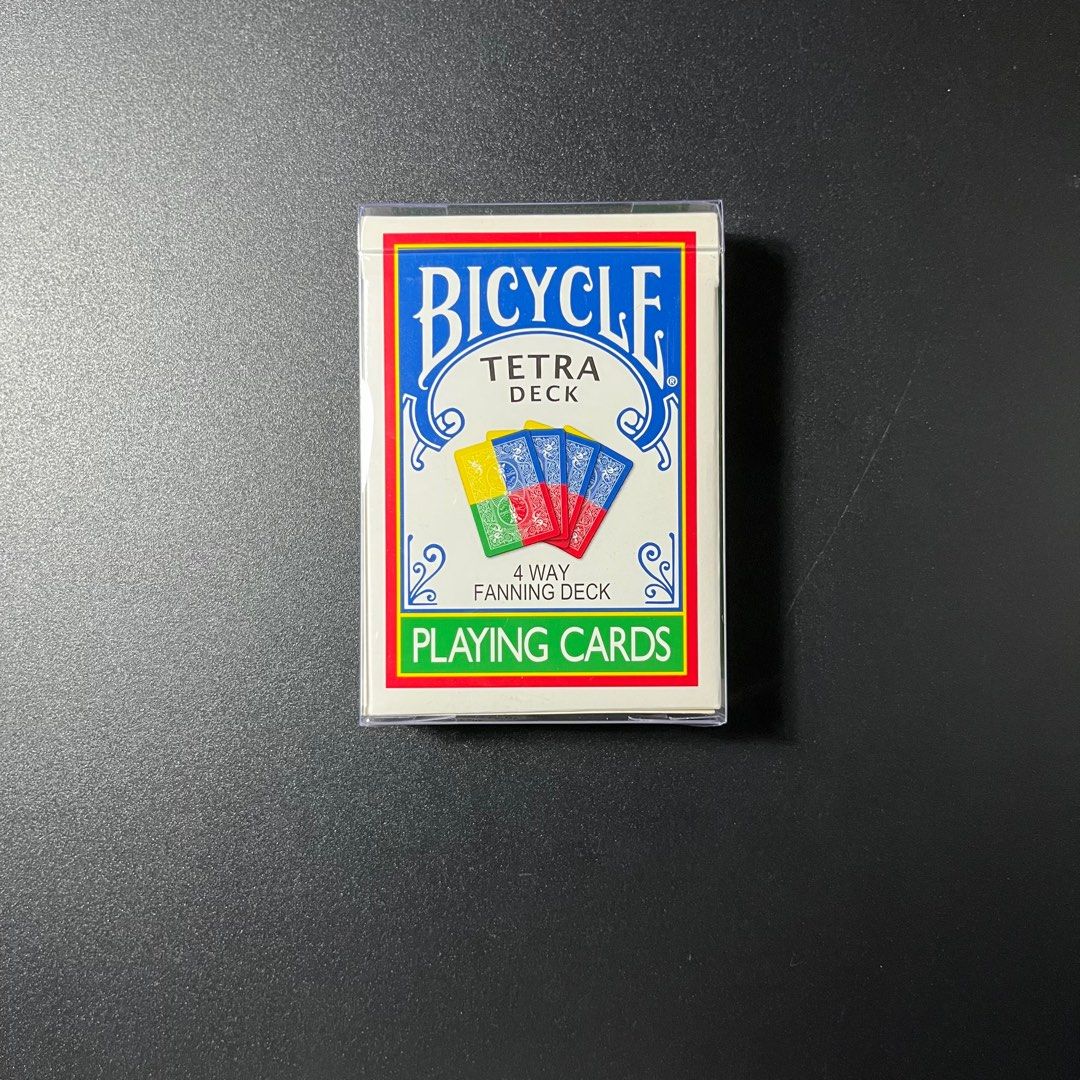 BICYCLE®
TETRA
DECK
4 WAY
FANNING DECK
PLAYING CARDS